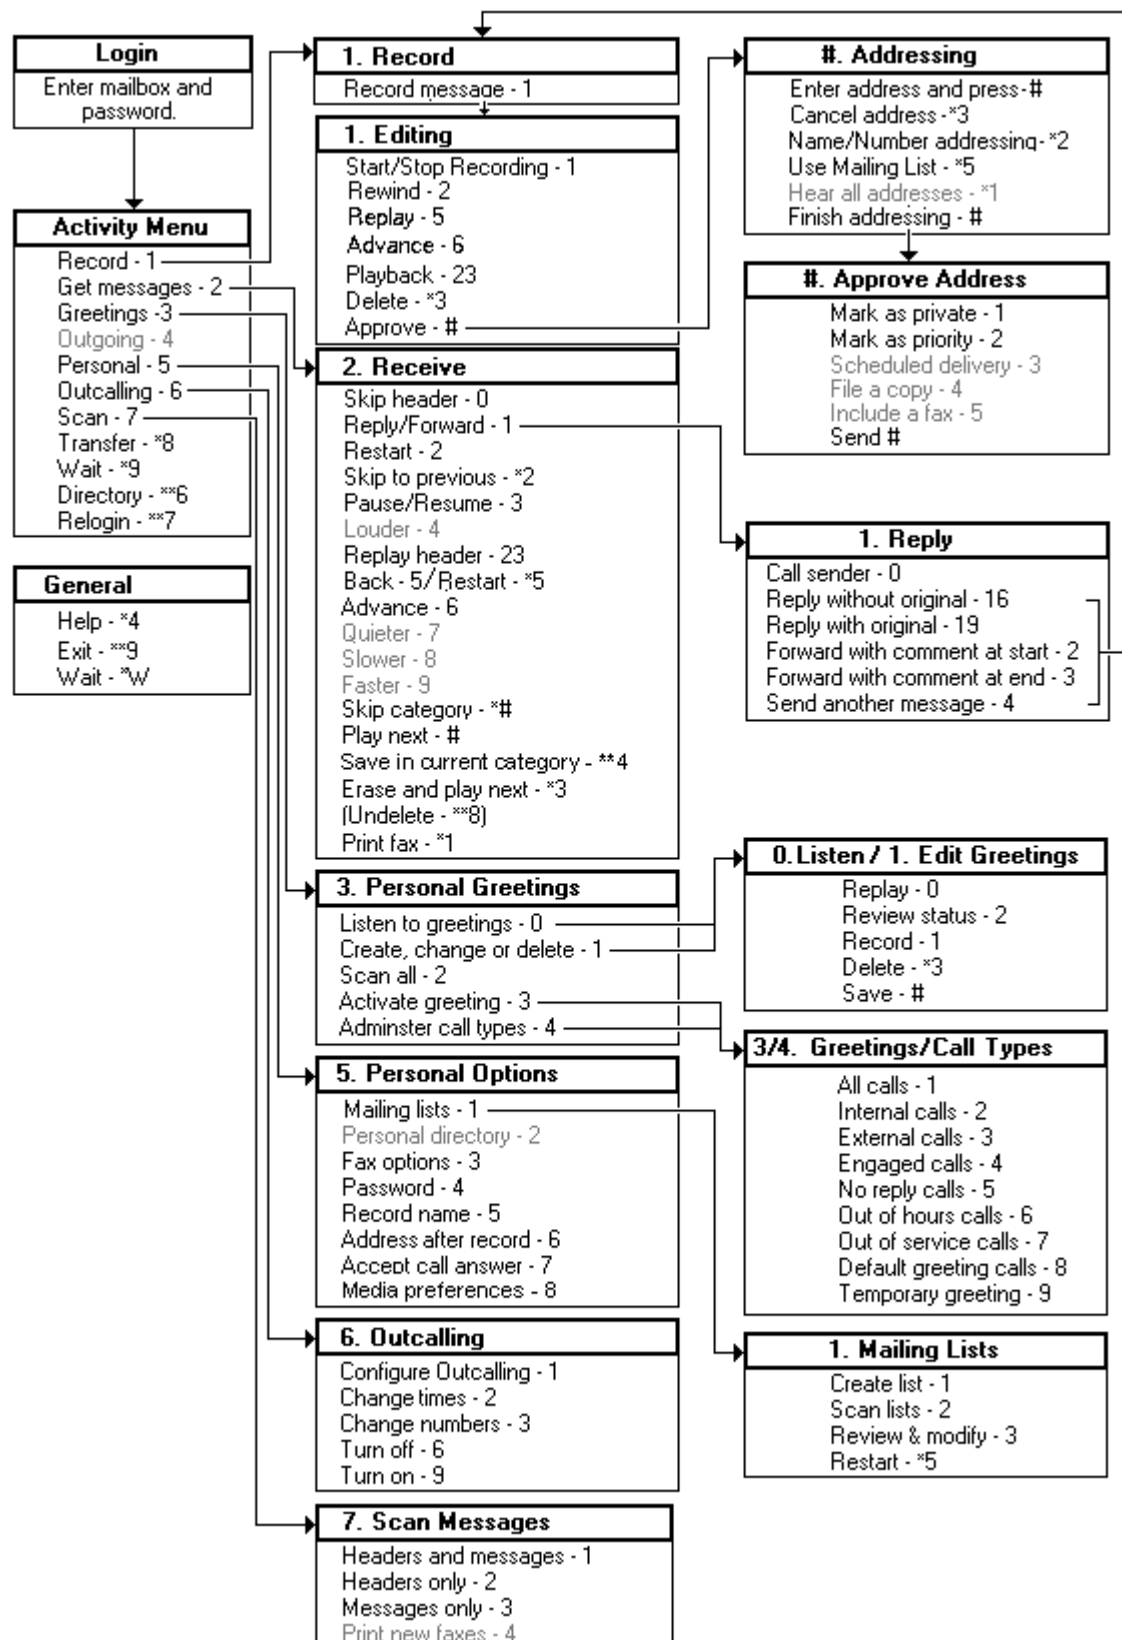 Login
Enter mailbox and
password.
Activity Menu
Record - 1
Get messages - 2
Greetings -3
Outgoing - 4
Personal - 5
Outcalling - 6
Scan - 7
Transfer - *8
Wait - *9
Directory - **6
Relogin - **7
General
Help - *4
Exit - **9
Wait - *W
1. Record
Record message - 1
1. Editing
Start/Stop Recording - 1
Rewind - 2
Replay - 5
Advance - 6
Playback - 23
Delete - *3
Approve - #
2. Receive
Skip header - 0
Reply/Forward - 1
Restart - 2
Skip to previous - *2
Pause/Resume - 3
Louder - 4
Replay header - 23
Back - 5/Restart - *5
Advance - 6
Quieter - 7
Slower - 8
Faster - 9
Skip category - *#
Play next - #
Save in current category - **4
Erase and play next - *3
(Undelete - **8)
Print fax - *1
3. Personal Greetings
Listen to greetings - 0
Create, change or delete - 1
Scan all - 2
Activate greeting - 3
Adminster call types - 4
5. Personal Options
Mailing lists - 1
Personal directory - 2
Fax options - 3
Password - 4
Record name - 5
Address after record - 6
Accept call answer - 7
Media preferences - 8
6. Outcalling
Configure Outcalling - 1
Change times - 2
Change numbers - 3
Turn off - 6
Turn on - 9
7. Scan Messages
Headers and messages - 1
Headers only - 2
Messages only - 3
Print new faxes - 4
#. Addressing
Enter address and press-#
Cancel address -*3
Name/Number addressing- *2
Use Mailing List - *5
Hear all addresses - *1
Finish addressing - #
#. Approve Address
Mark as private - 1
Mark as priority - 2
Scheduled delivery - 3
File a copy - 4
Include a fax - 5
Send #
1. Reply
Call sender - 0
Reply without original - 16
Reply with original - 19
Forward with comment at start - 2
Forward with comment at end - 3
Send another message - 4
0. Listen / 1. Edit Greetings
Replay - 0
Review status - 2
Record - 1
Delete - *3
Save - #
3/4. Greetings/Call Types
All calls - 1
Internal calls - 2
External calls - 3
Engaged calls - 4
No reply calls - 5
Out of hours calls - 6
Out of service calls - 7
Default greeting calls - 8
Temporary greeting - 9
1. Mailing Lists
Create list - 1
Scan lists - 2
Review & modify - 3
Restart - *5